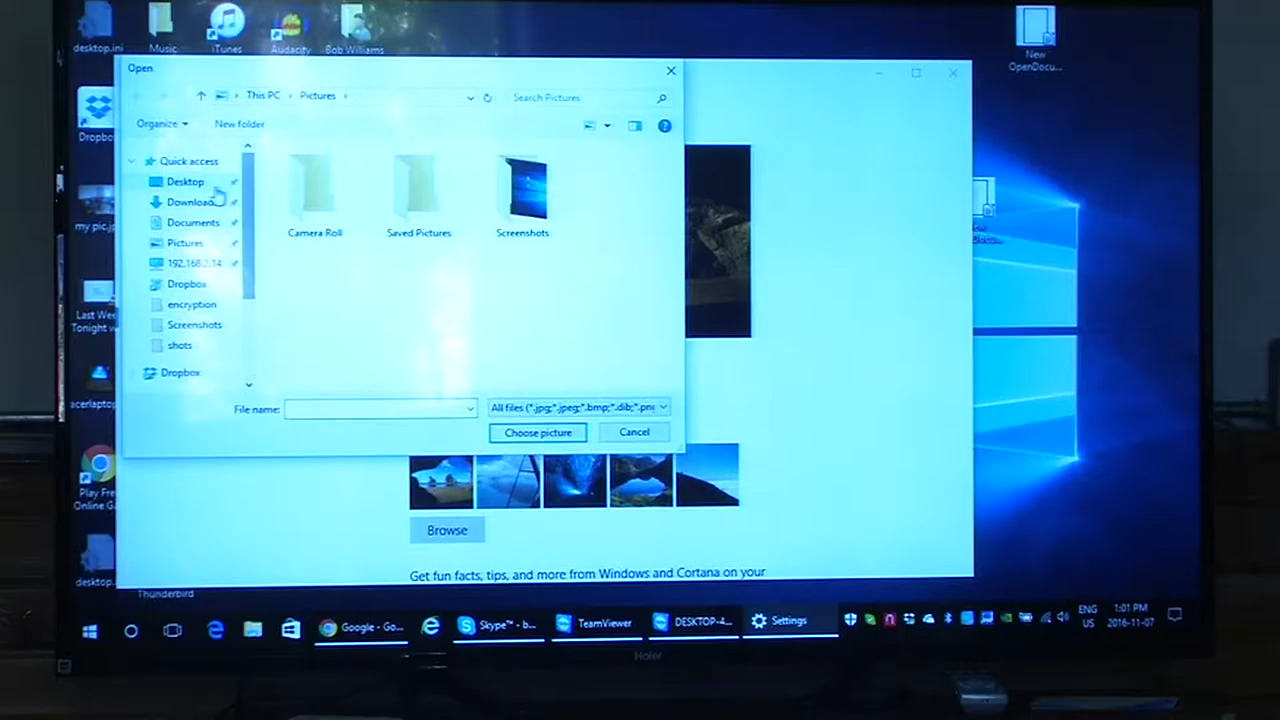 desktop.ini
Music
iTunes
Audacity
Bob Williams
New
OpenDocu...
Open
This PC
Pictures
Search Pictures
Organize
New folder
Dropbo
Quick access
Desktop
Download
Documents
Pictures
192.168.2.14
Dropbox
encryption
Screenshots
shots
Dropbox
Camera Roll
Saved Pictures
Screenshots
my pic.jp
Last Wee
Tonight w
acerlaptop
File name:
All files (*.jpg;*.jpeg;*.bmp;*.dib;*.pn
Choose picture
Cancel
Play Fre
Online G
Browse
Get fun facts, tips, and more from Windows and Cortana on your
desktop.
Thunderbird
Google - Go...
Skype™ - b...
TeamViewer
DESKTOP-4...
Settings
ENG
US
1:01 PM
2016-11-07
Haier